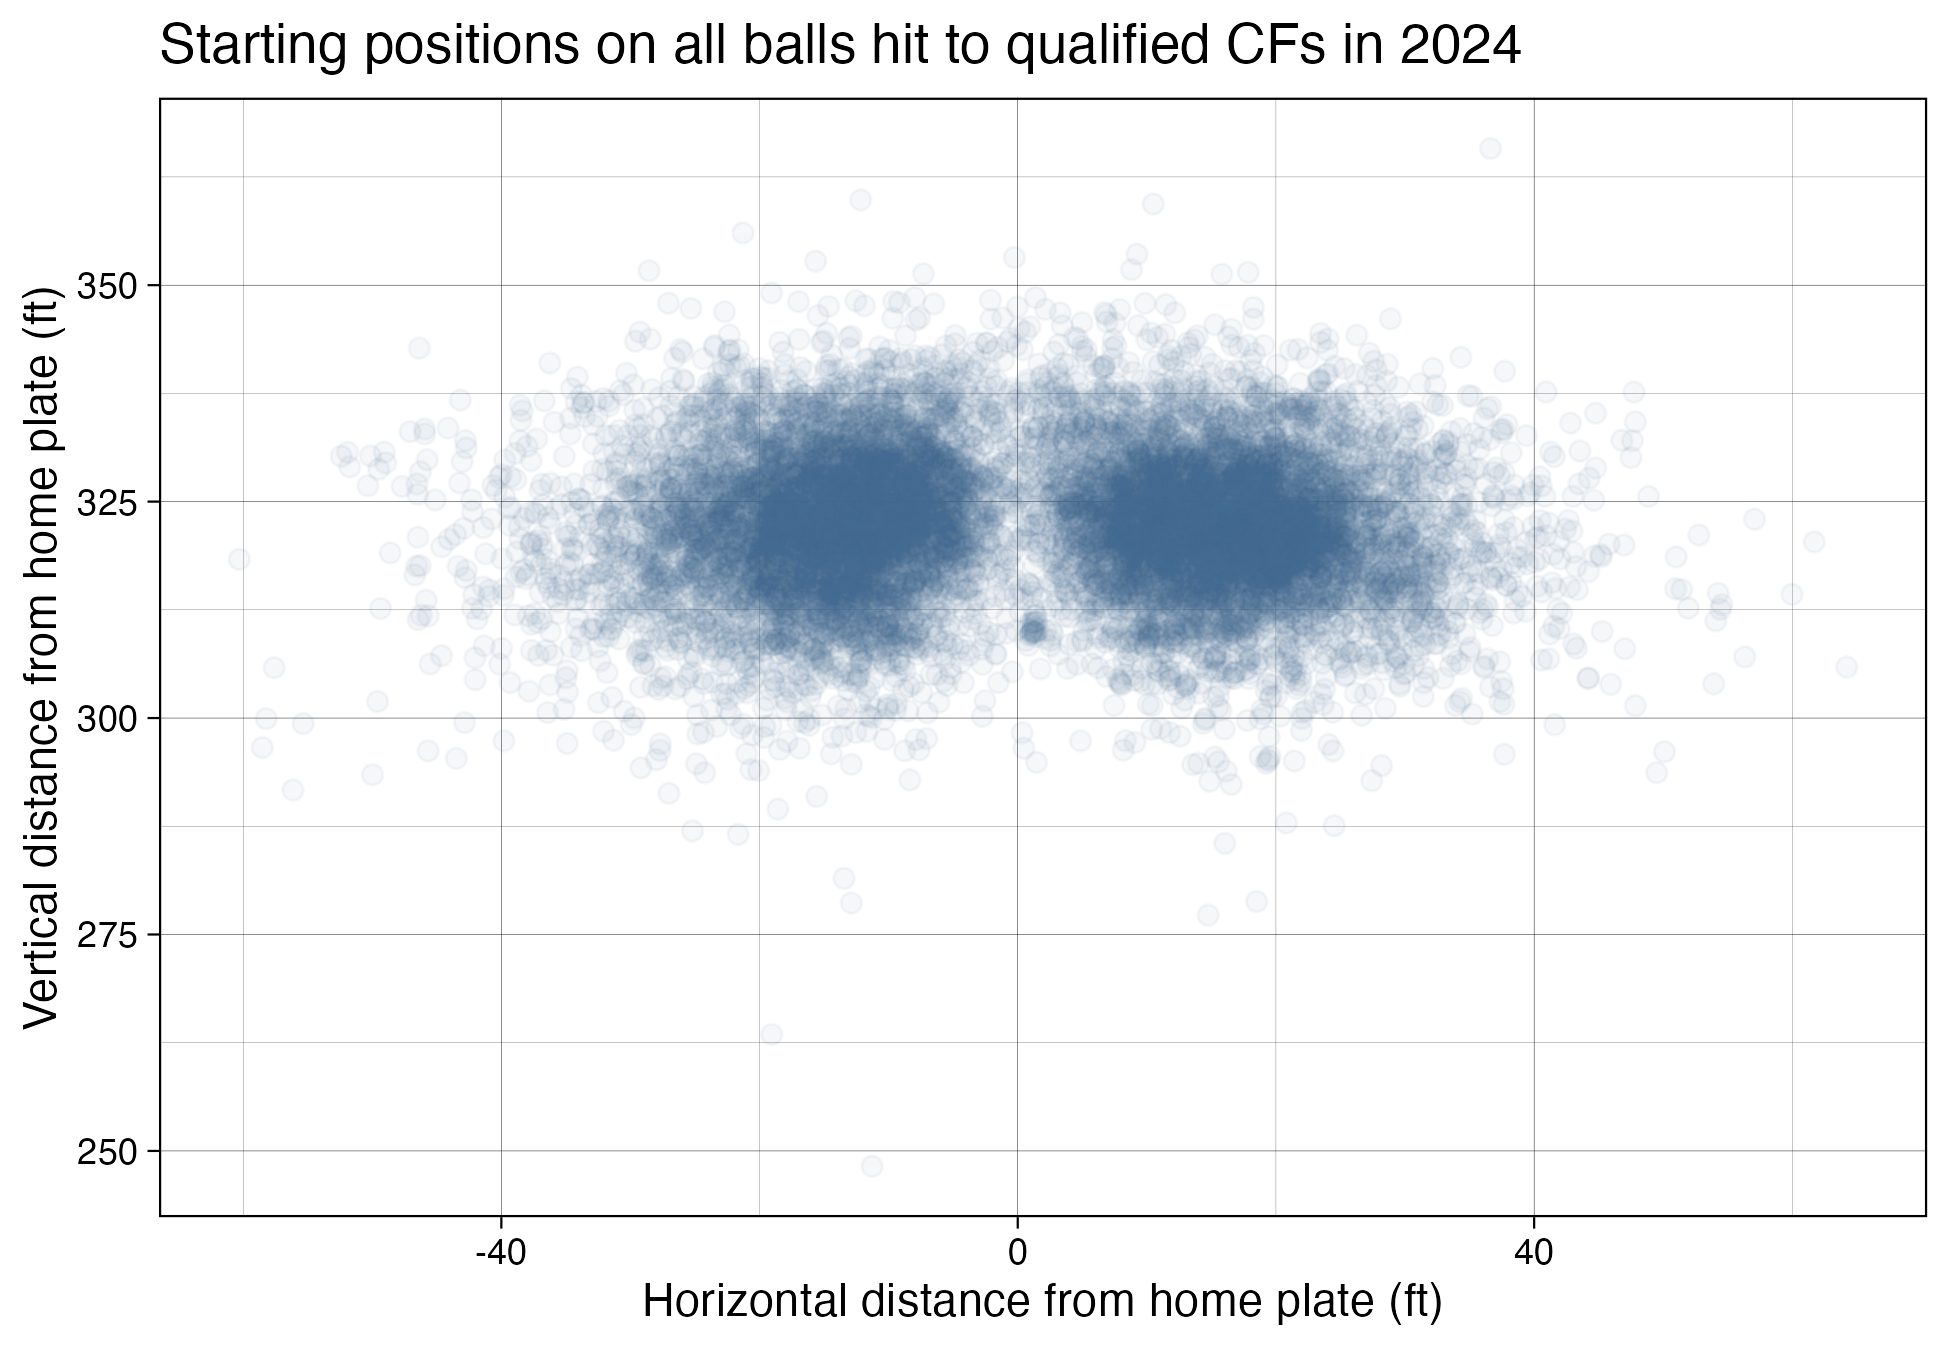 Starting positions on all balls hit to qualified CFs in 2024
Vertical distance from home plate (ft)
350
325
300
275
250
-40
0
40
Horizontal distance from home plate (ft)